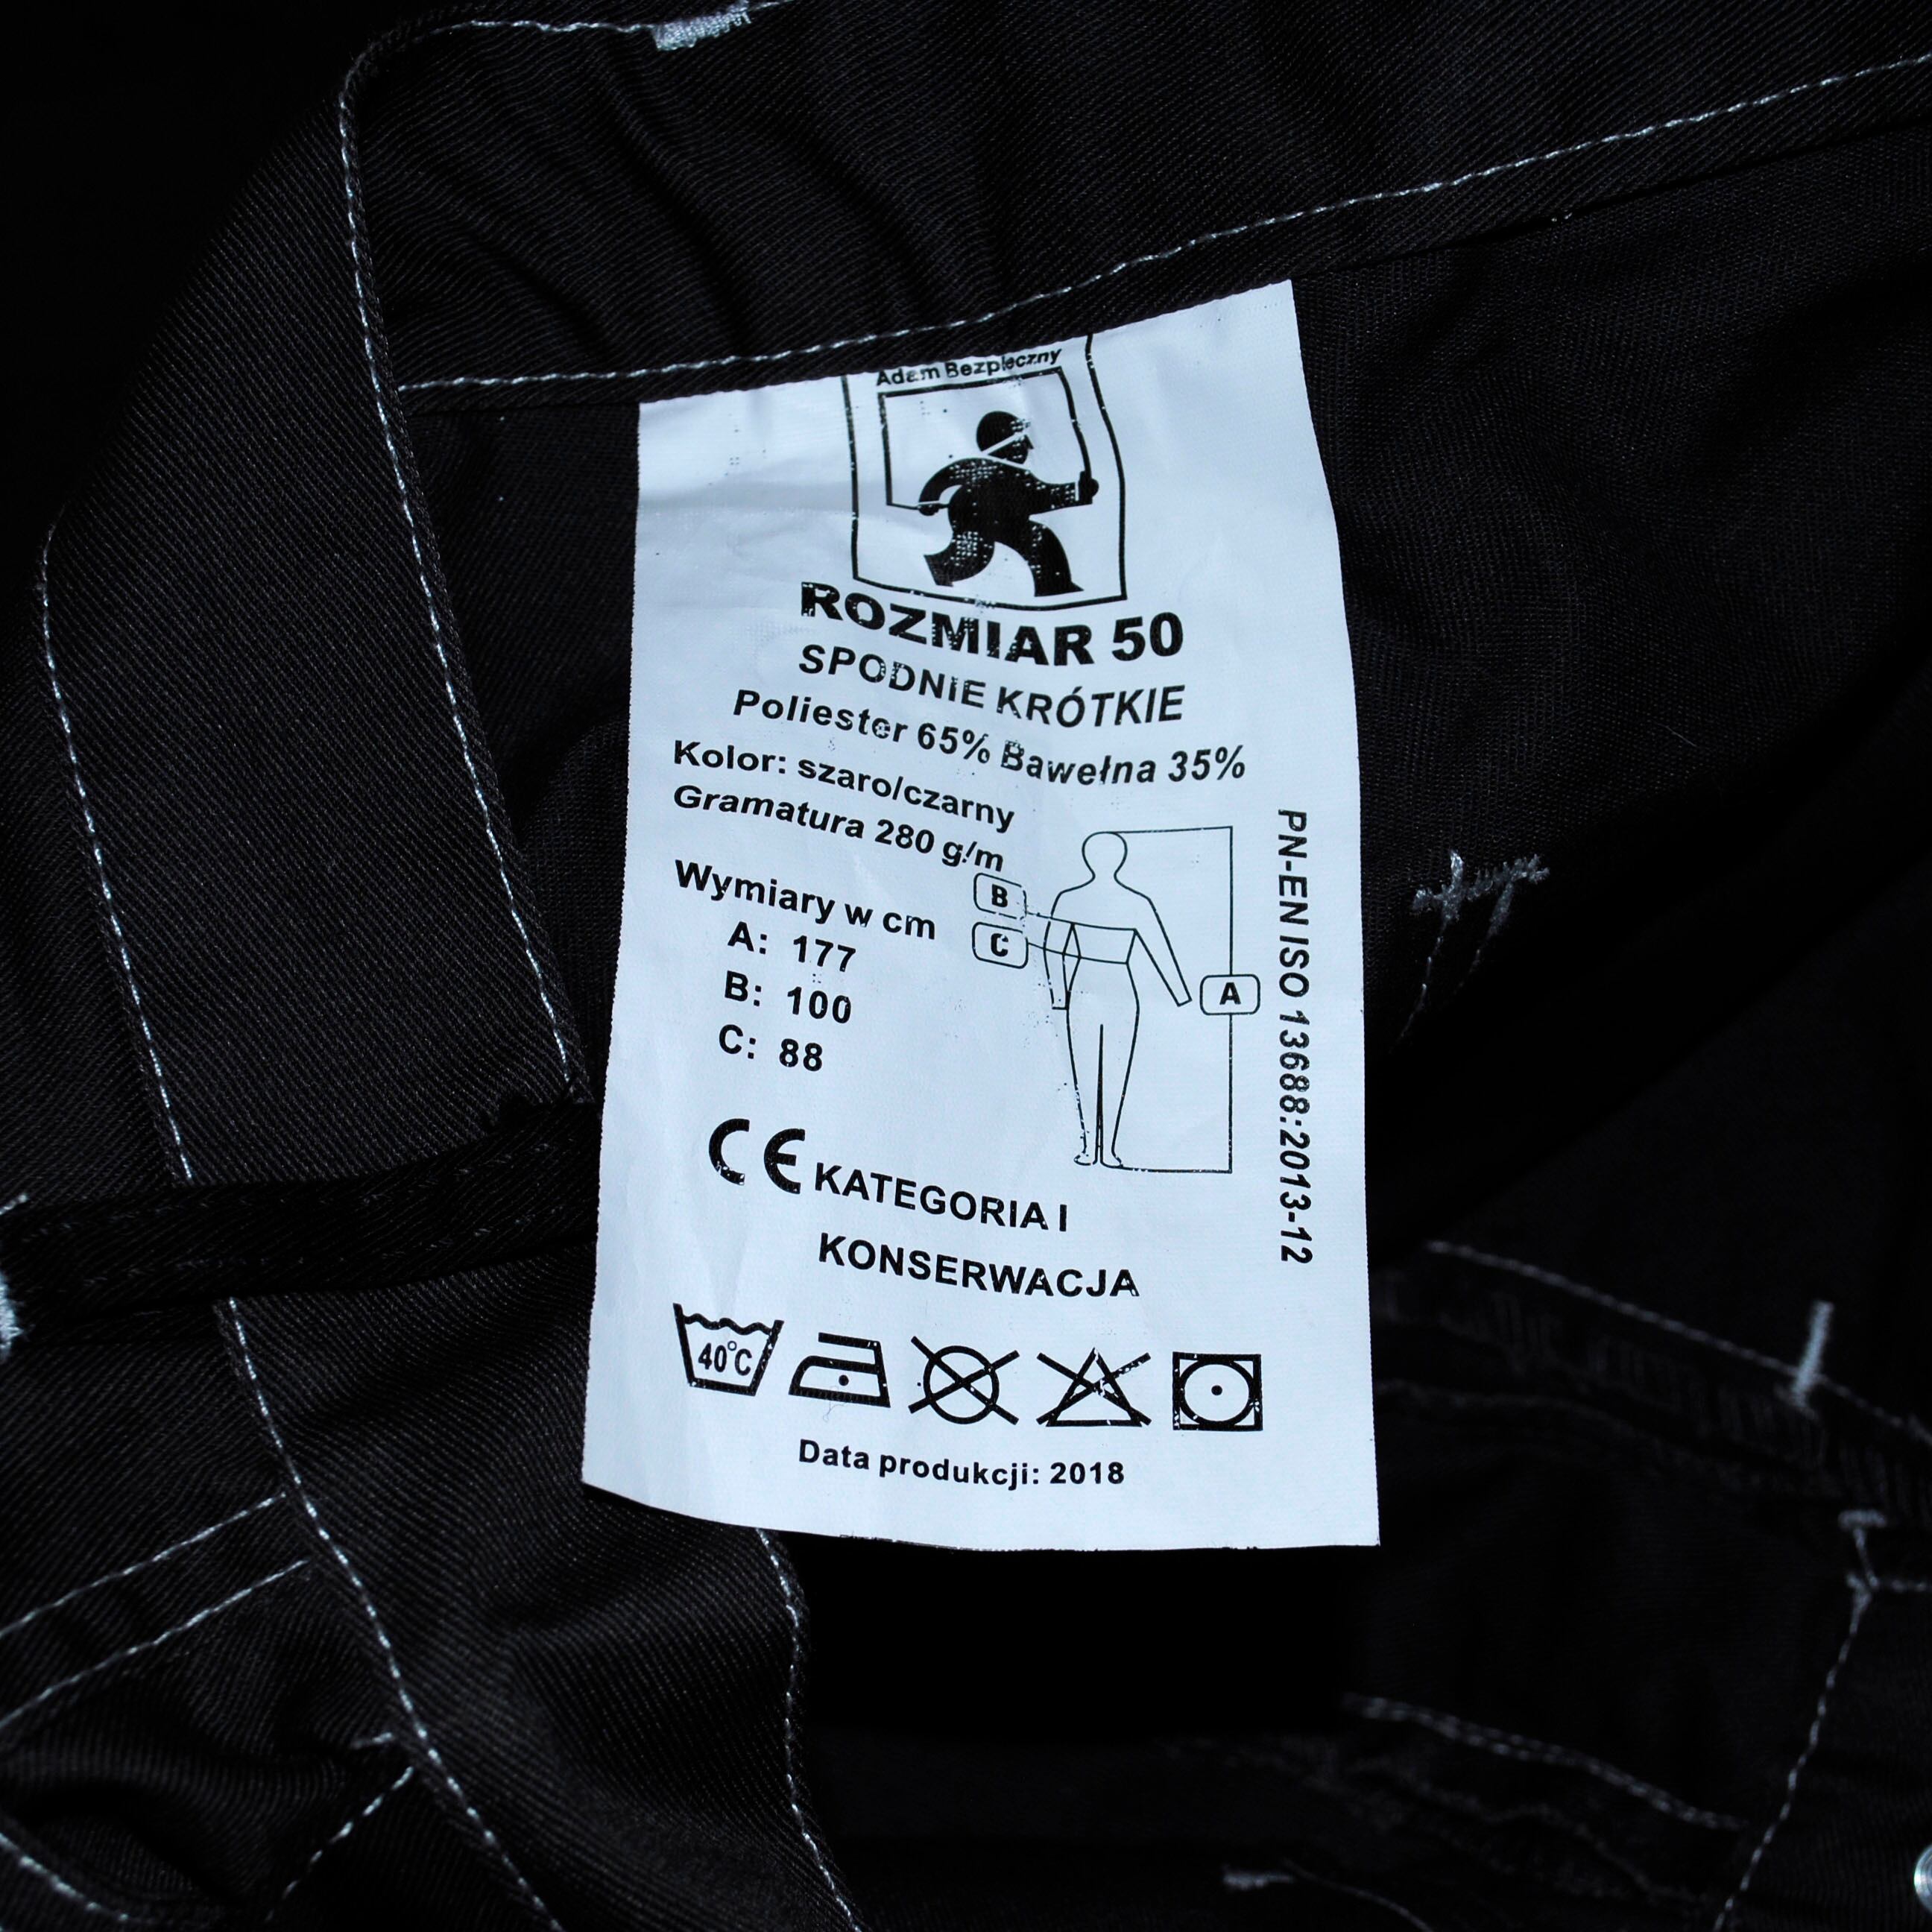 Adam Bezpieczny
ROZMIAR 50
SPODNIE KRÓTKIE
Poliester 65% Bawełna 35%
Kolor: szaro/czarny
Gramatura 280 g/m
Wymiary w cm
A: 177
B: 100
C: 88
B
C
A
PN-EN ISO 13688:2013-12
CE KATEGORIA I
KONSERWACJA
40°C
Data produkcji: 2018